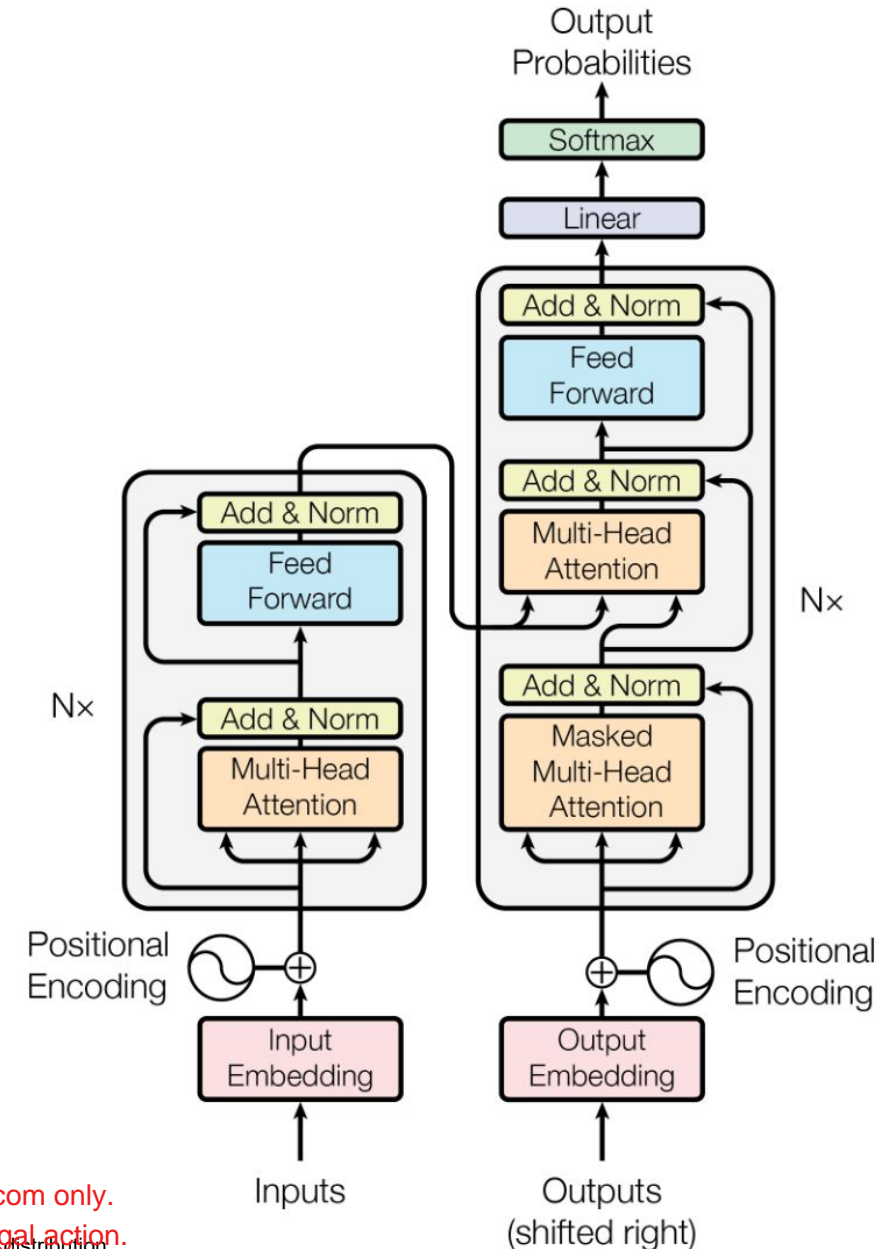 Output
Probabilities
Softmax
Linear
Add & Norm
Feed
Forward
Add & Norm
Multi-Head
Attention
Nx
Add & Norm
Masked
Multi-Head
Attention
Add & Norm
Feed
Forward
Nx
Add & Norm
Multi-Head
Attention
Positional
Encoding
Positional
Encoding
Input
Embedding
Output
Embedding
Inputs
Outputs
(shifted right)
com only.
gal action.
distribution